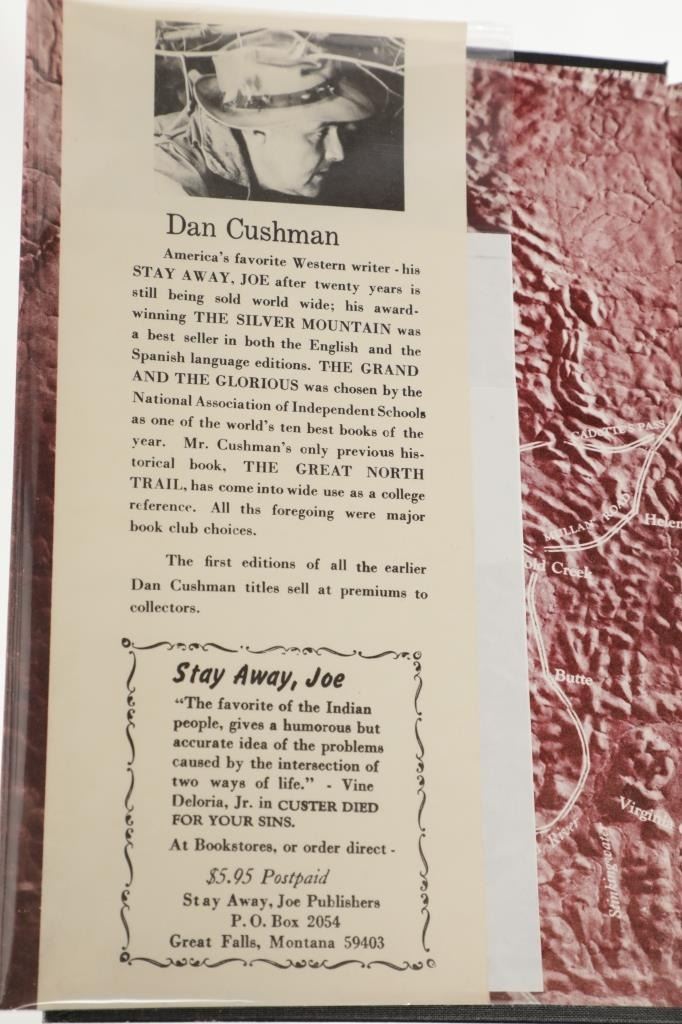 Dan Cushman
America's favorite Western writer - his
STAY AWAY, JOE after twenty years is
still being sold world wide; his award-
winning THE SILVER MOUNTAIN was
a best seller in both the English and the
Spanish language editions. THE GRAND
AND THE GLORIOUS was chosen by the
National Association of Independent Schools
as one of the world's ten best books of the
year. Mr. Cushman's only previous his-
torical book, THE GREAT NORTH
TRAIL, has come into wide use as a college
reference. All ths foregoing were major
book club choices.
The first editions of all the earlier
Dan Cushman titles sell at premiums to
collectors.
Stay Away, Joe
"The favorite of the Indian
people, gives a humorous but
accurate idea of the problems
caused by the intersection of
two ways of life." - Vine
Deloria, Jr. in CUSTER DIED
FOR YOUR SINS.
At Bookstores, or order direct -
$5.95 Postpaid
Stay Away, Joe Publishers
P.O. Box 2054
Great Falls, Montana 59403
CADOTTE'S PASS
MULLAN ROAD
Helen
old Creek
Butte
Virginia
River
Stinkingwater